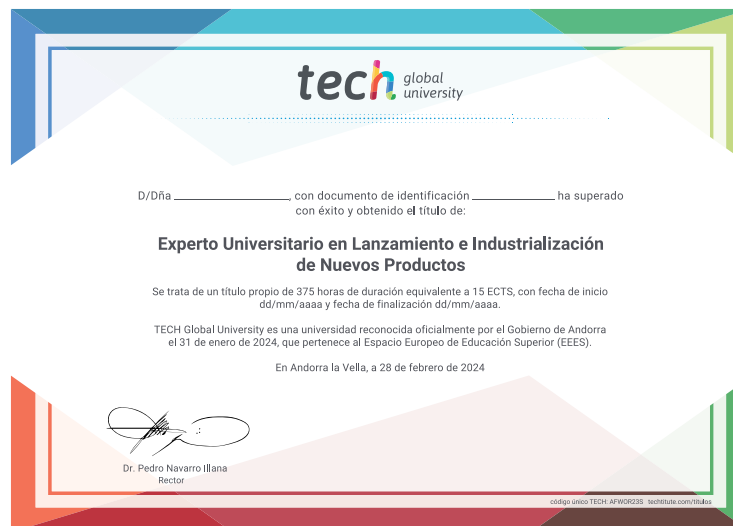 tech global
university
D/Dña ____________, con documento de identificación ____________ ha superado
con éxito y obtenido el título de:
Experto Universitario en Lanzamiento e Industrialización
de Nuevos Productos
Se trata de un título propio de 375 horas de duración equivalente a 15 ECTS, con fecha de inicio
dd/mm/aaaa y fecha de finalización dd/mm/aaaa.
TECH Global University es una universidad reconocida oficialmente por el Gobierno de Andorra
el 31 de enero de 2024, que pertenece al Espacio Europeo de Educación Superior (EEES).
En Andorra la Vella, a 28 de febrero de 2024
Dr. Pedro Navarro Illana
Rector
código único TECH: AFWOR23S techtitute.com/titulos